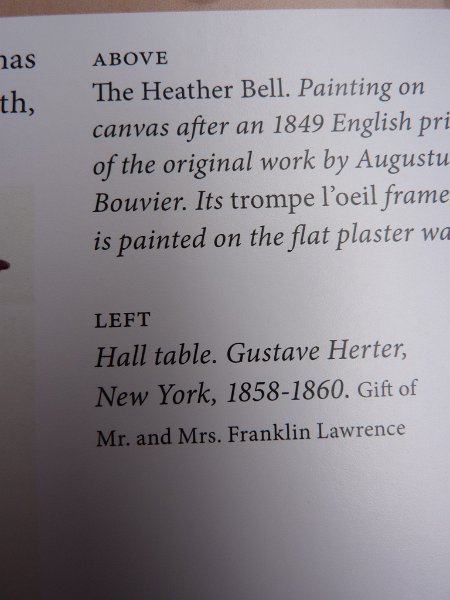 ABOVE
The Heather Bell. Painting on
canvas after an 1849 English
of the original work by
Bouvier. Its trompe l'oeil frame
is painted on the flat plaster
LEFT
Hall table. Gustave Herter,
New York, 1858-1860. Gift of
Mr. and Mrs. Franklin Lawrence